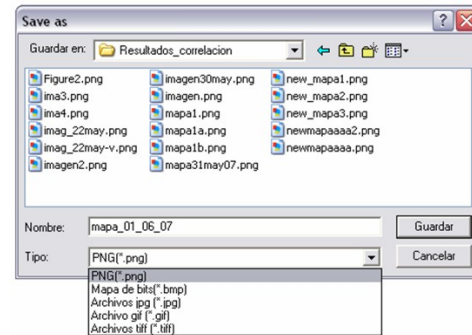 Save as
Guardar en: Resultados_correlacion
Figure2.png
ima3.png
ima4.png
imag_22may.png
imag_22may-v.png
imagen2.png
imagen30may.png
imagen.png
mapa1.png
mapa1a.png
mapa1b.png
mapa31may07.png
new_mapa1.png
new_mapa2.png
new_mapa3.png
newmapaaaa2.png
newmapaaaa.png
Nombre: mapa_01_06_07 Guardar
Tipo: PNG(*.png) Cancelar
PNG(*.png)
Mapa de bits(*.bmp)
Archivos jpg (*.jpg)
Archivo gif (*.gif)
Archivos tiff (*.tiff)